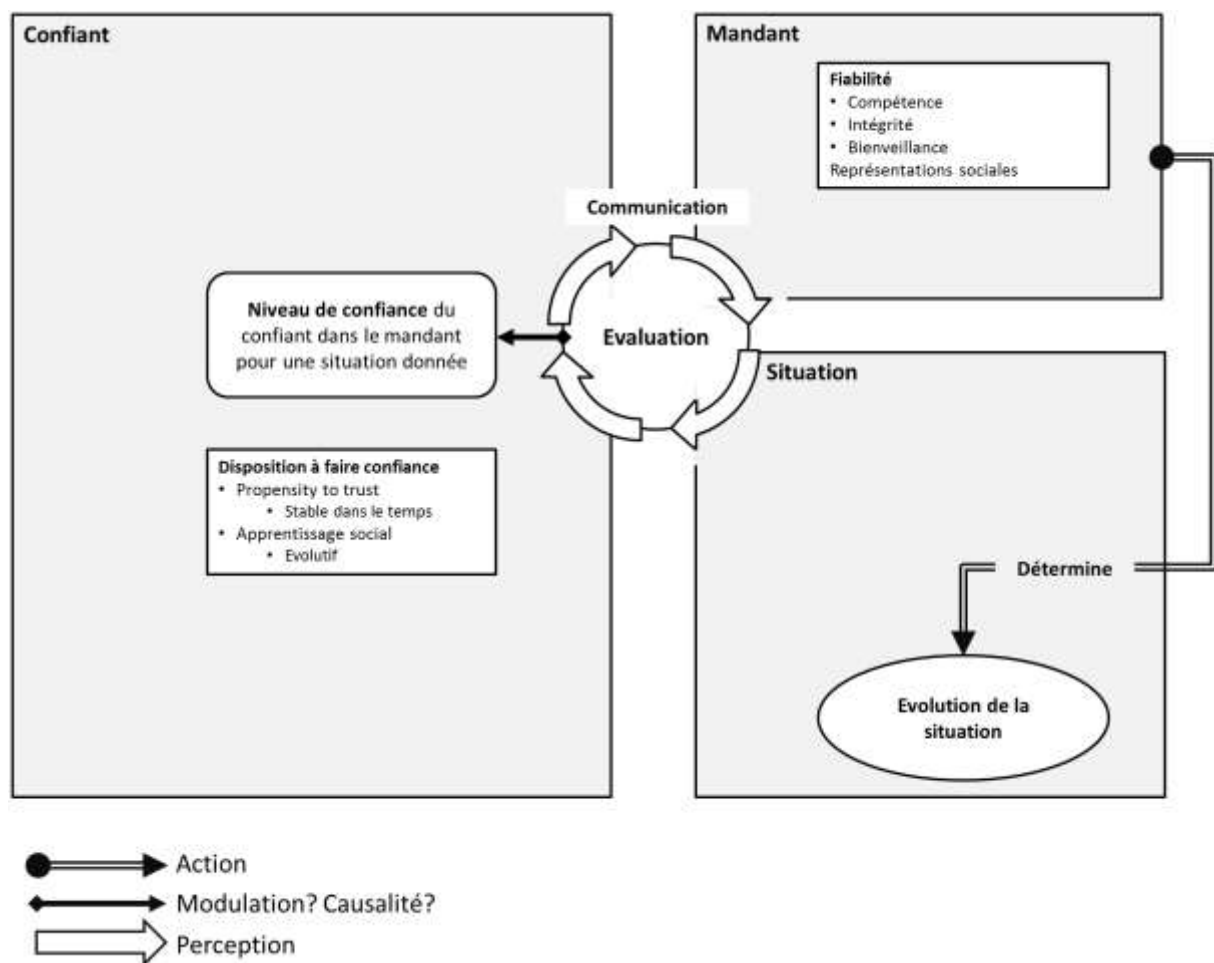 Confiant
Mandant
Fiabilité
• Compétence
• Intégrité
• Bienveillance
Représentations sociales
Communication
Niveau de confiance du
confiant dans le mandant
pour une situation donnée
Evaluation
Situation
Disposition à faire confiance
• Propensity to trust
• Stable dans le temps
• Apprentissage social
• Evolutif
Détermine
Evolution de la
situation
Action
Modulation? Causalité?
Perception